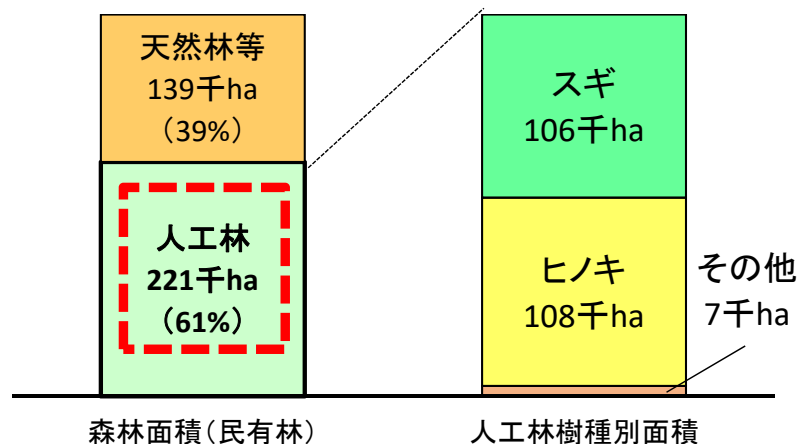 天然林等
139千ha
（39%）
人工林
221千ha
（61%）
スギ
106千ha
ヒノキ
108千ha
その他
7千ha
森林面積（民有林）
人工林樹種別面積